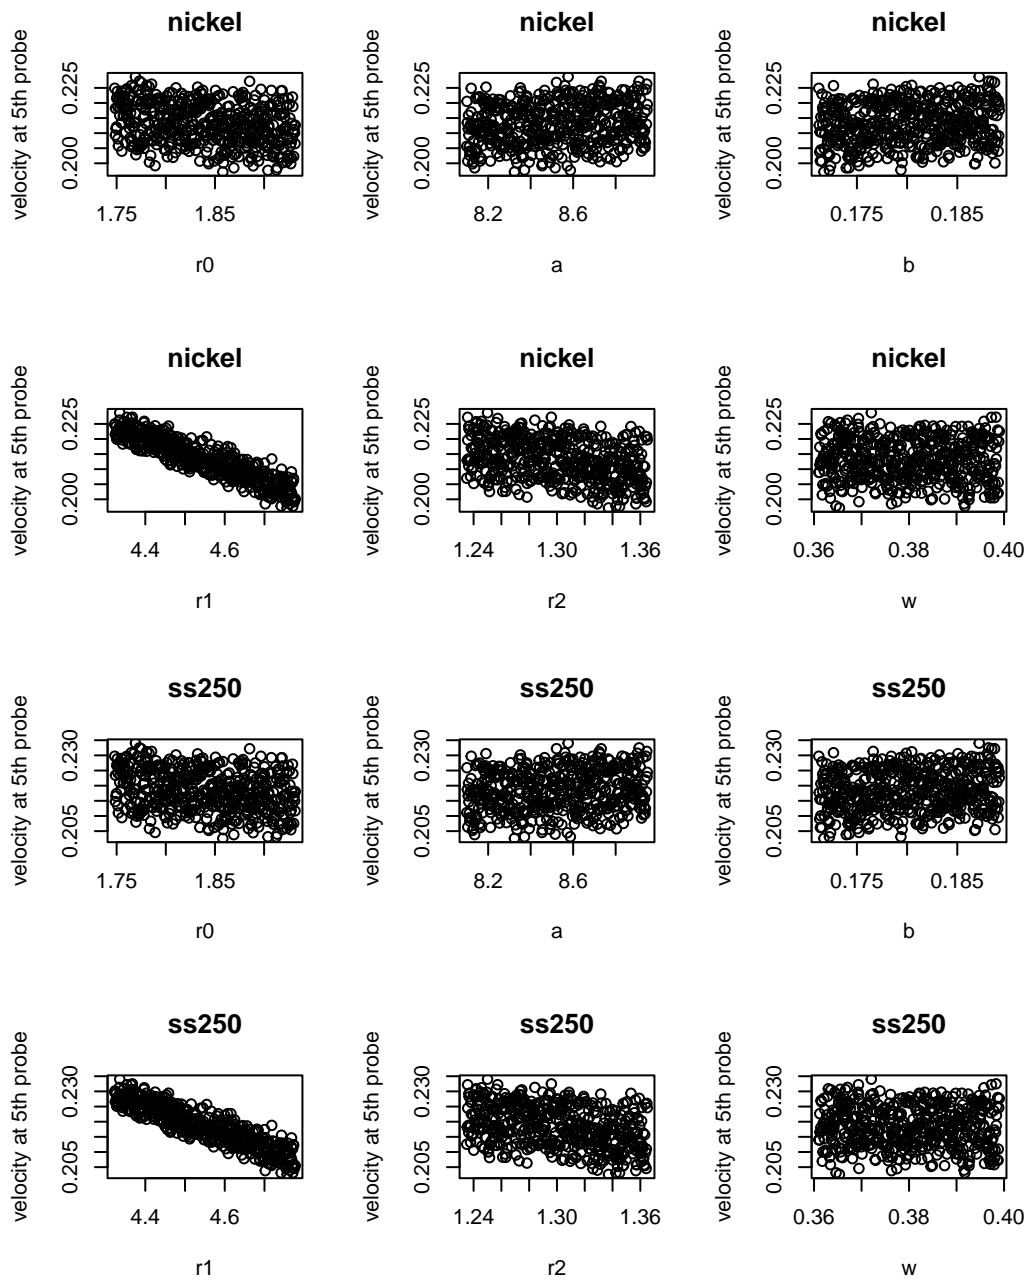 nickel nickel nickel
velocity at 5th probe velocity at 5th probe velocity at 5th probe
0.225 0.225 0.225
0.200 0.200 0.200
1.75 1.85 8.2 8.6 0.175 0.185
r0 a b
nickel nickel nickel
velocity at 5th probe velocity at 5th probe velocity at 5th probe
0.225 0.225 0.225
0.200 0.200 0.200
4.4 4.6 1.24 1.30 1.36 0.36 0.38 0.40
r1 r2 w
ss250 ss250 ss250
velocity at 5th probe velocity at 5th probe velocity at 5th probe
0.230 0.230 0.230
0.205 0.205 0.205
1.75 1.85 8.2 8.6 0.175 0.185
r0 a b
ss250 ss250 ss250
velocity at 5th probe velocity at 5th probe velocity at 5th probe
0.230 0.230 0.230
0.205 0.205 0.205
4.4 4.6 1.24 1.30 1.36 0.36 0.38 0.40
r1 r2 w